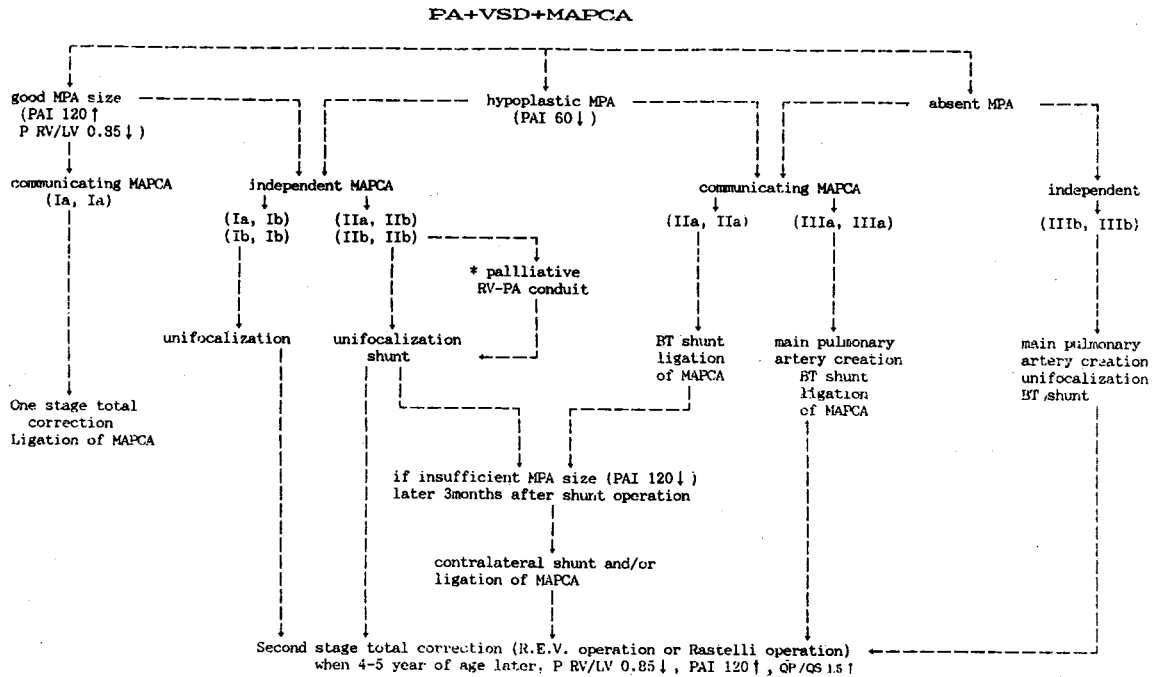 PA+VSD+MAPCA
good MPA size
(PAI 120↑
P RV/LV 0.85↓)
hypoplastic MPA
(PAI 60↓)
absent MPA
communicating MAPCA
(Ia, Ia)
independent MAPCA
(Ia, Ib)
(Ib, Ib)
(IIa, IIb)
(IIb, IIb)
communicating MAPCA
(IIa, IIa)
(IIIa, IIIa)
independent
(IIIb, IIIb)
* pallliative
RV-PA conduit
unifocalization
unifocalization
shunt
BT shunt
ligation
of MAPCA
main pulmonary
artery creation
BT shunt
ligation
of MAPCA
main pulmonary
artery creation
unifocalization
BT shunt
One stage total
correction
Ligation of MAPCA
if insufficient MPA size (PAI 120↓)
later 3months after shunt operation
contralateral shunt and/or
ligation of MAPCA
Second stage total correction (R.E.V. operation or Rastelli operation)
when 4-5 year of age later, P RV/LV 0.85↓, PAI 120↑, QP/QS 1.5↑